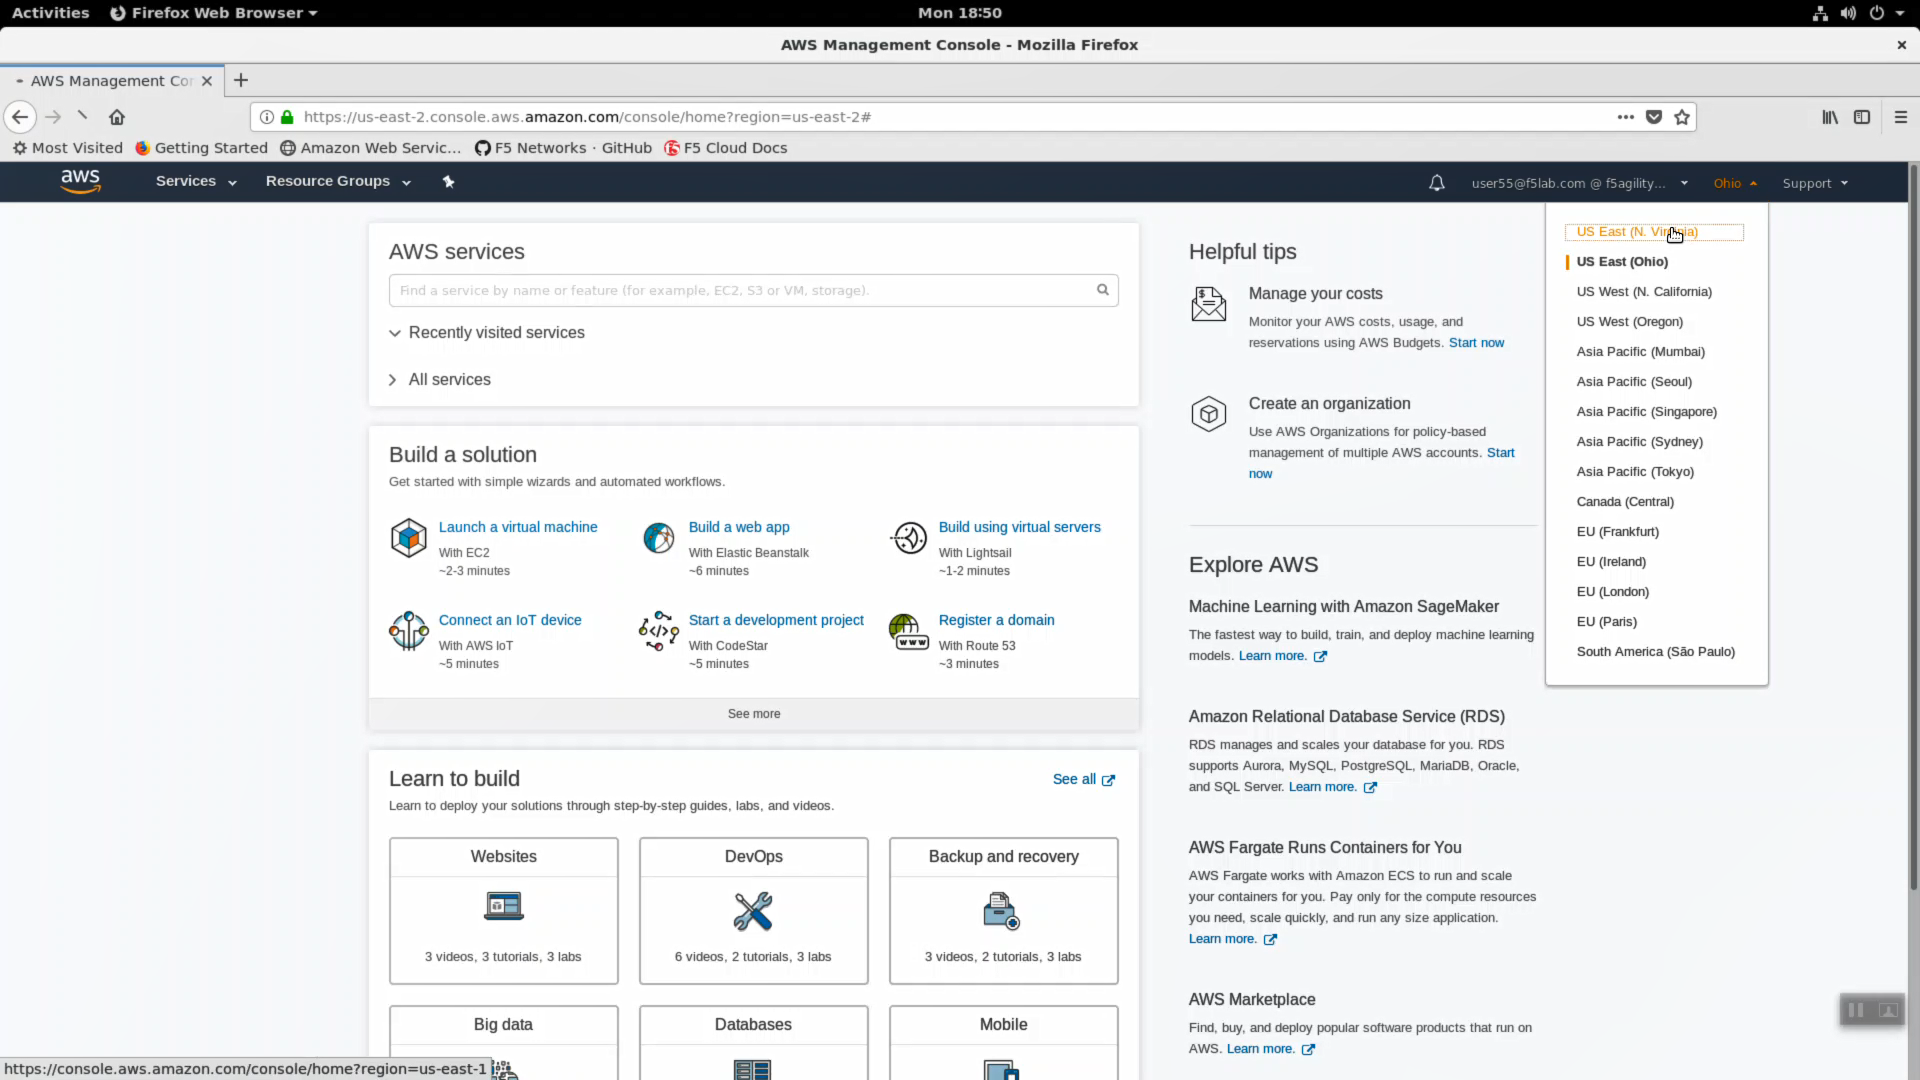 Activities Firefox Web Browser Mon 18:50
AWS Management Console - Mozilla Firefox
AWS Management Con
https://us-east-2.console.aws.amazon.com/console/home?region=us-east-2#
Most Visited Getting Started Amazon Web Servic... F5 Networks · GitHub F5 Cloud Docs
aws Services Resource Groups user55@f5lab.com @ f5agility... Ohio Support
US East (N. Virginia)
US East (Ohio)
US West (N. California)
US West (Oregon)
Asia Pacific (Mumbai)
Asia Pacific (Seoul)
Asia Pacific (Singapore)
Asia Pacific (Sydney)
Asia Pacific (Tokyo)
Canada (Central)
EU (Frankfurt)
EU (Ireland)
EU (London)
EU (Paris)
South America (São Paulo)
AWS services
Find a service by name or feature (for example, EC2, S3 or VM, storage).
Recently visited services
All services
Build a solution
Get started with simple wizards and automated workflows.
Launch a virtual machine
With EC2
~2-3 minutes
Build a web app
With Elastic Beanstalk
~6 minutes
Build using virtual servers
With Lightsail
~1-2 minutes
Connect an IoT device
With AWS IoT
~5 minutes
Start a development project
With CodeStar
~5 minutes
Register a domain
With Route 53
~3 minutes
See more
Learn to build
See all
Learn to deploy your solutions through step-by-step guides, labs, and videos.
Websites
3 videos, 3 tutorials, 3 labs
DevOps
6 videos, 2 tutorials, 3 labs
Backup and recovery
3 videos, 2 tutorials, 3 labs
Big data
Databases
Mobile
Helpful tips
Manage your costs
Monitor your AWS costs, usage, and
reservations using AWS Budgets. Start now
Create an organization
Use AWS Organizations for policy-based
management of multiple AWS accounts. Start
now
Explore AWS
Machine Learning with Amazon SageMaker
The fastest way to build, train, and deploy machine learning
models. Learn more.
Amazon Relational Database Service (RDS)
RDS manages and scales your database for you. RDS
supports Aurora, MySQL, PostgreSQL, MariaDB, Oracle,
and SQL Server. Learn more.
AWS Fargate Runs Containers for You
AWS Fargate works with Amazon ECS to run and scale
your containers for you. Pay only for the compute resources
you need, scale quickly, and run any size application.
Learn more.
AWS Marketplace
Find, buy, and deploy popular software products that run on
AWS. Learn more.
https://console.aws.amazon.com/console/home?region=us-east-1